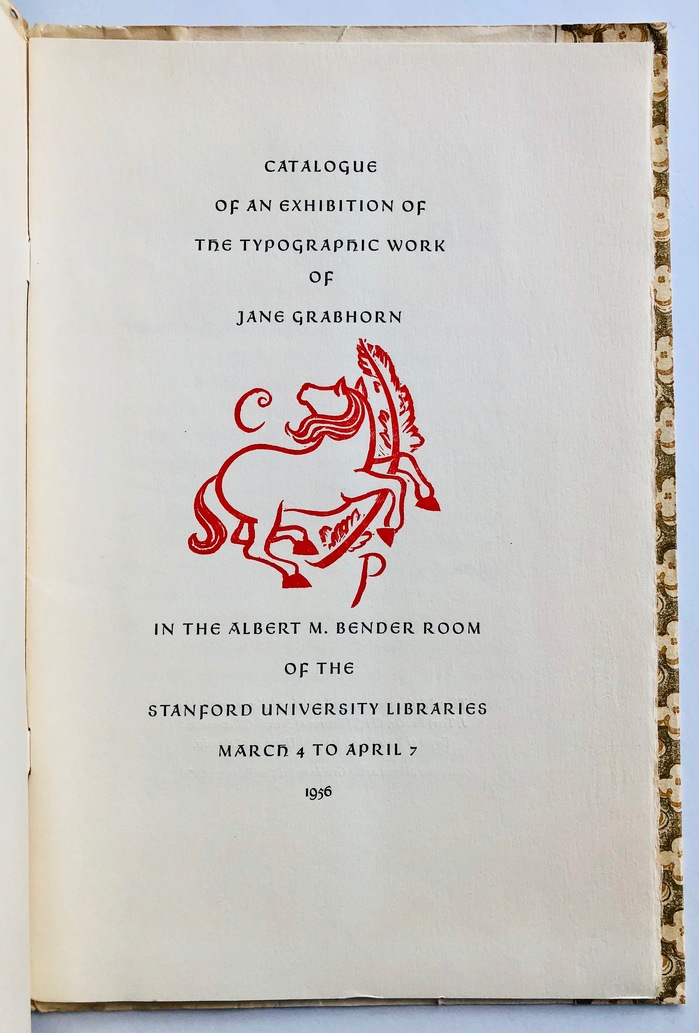 CATALOGUE
OF AN EXHIBITION OF
THE TYPOGRAPHIC WORK
OF
JANE GRABHORN
C
P
IN THE ALBERT M. BENDER ROOM
OF THE
STANFORD UNIVERSITY LIBRARIES
MARCH 4 TO APRIL 7
1956